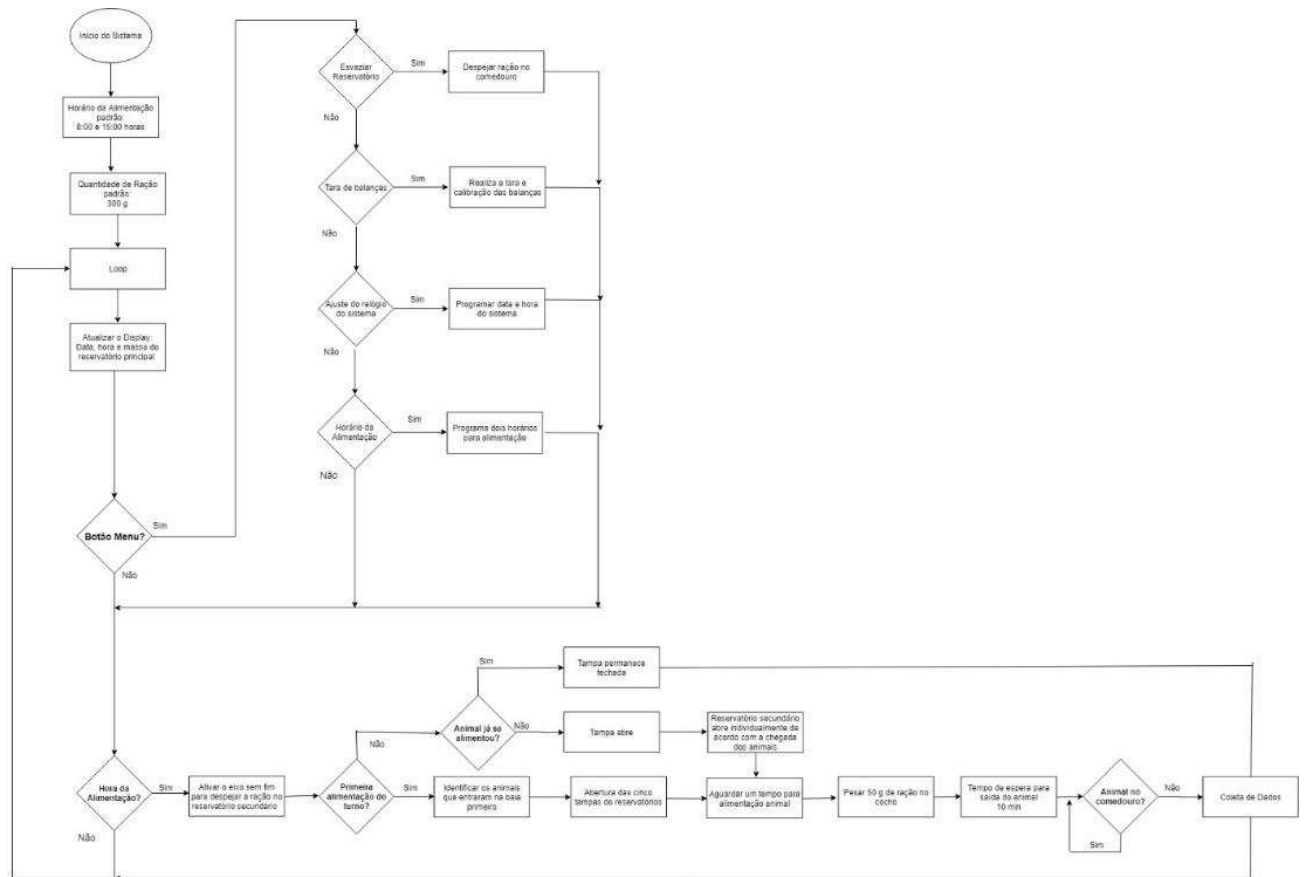 Início do Sistema
Horário da Alimentação
padrão:
8:00 e 15:00 horas
Quantidade de Ração
padrão:
300 g
Loop
Atualizar o Display:
Data, hora e massa do
reservatório principal
Botão Menu?
Sim
Não
Esvaziar
Reservatório
Sim
Despejar ração no
comedouro
Não
Tara de balanças
Sim
Realiza a tara e
calibração das balanças
Não
Ajuste do relógio
do sistema
Sim
Programar data e hora
do sistema
Não
Horário da
Alimentação
Sim
Programa dois horários
para alimentação
Não
Hora da
Alimentação?
Sim
Não
Ativar o eixo sem fim
para despejar a ração no
reservatório secundário
Primeira
alimentação do
turno?
Não
Sim
Animal já se
alimentou?
Sim
Tampa permanece
fechada
Não
Tampa abre
Reservatório secundário
abre individualmente de
acordo com a chegada
dos animais
Identificar os animais
que entraram na baia
primeiro
Abertura das cinco
tampas do reservatórios
Aguardar um tempo para
alimentação animal
Pesar 50 g de ração no
cocho
Tempo de espera para
saída do animal
10 min
Animal no
comedouro?
Não
Sim
Coleta de Dados